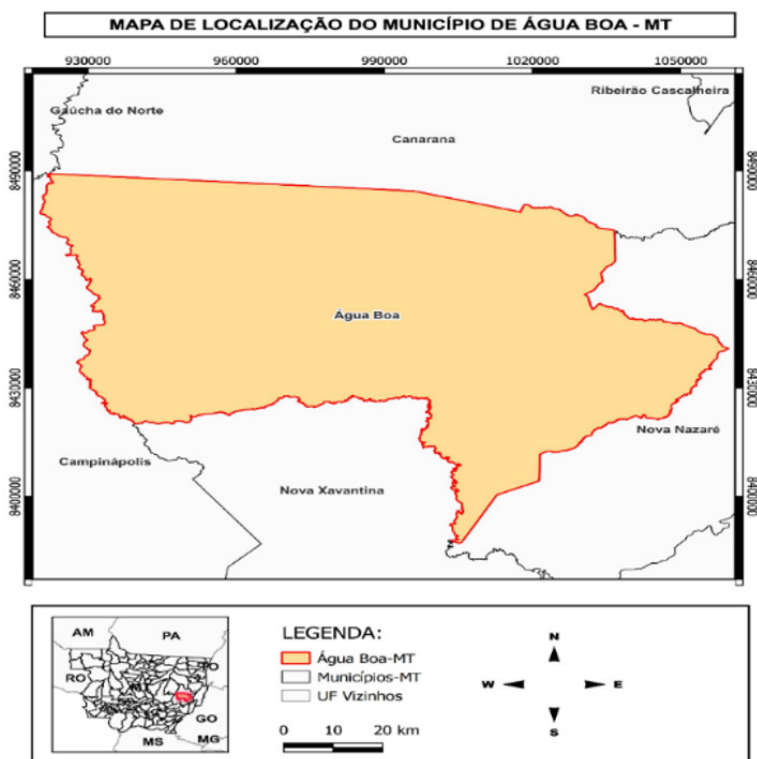 MAPA DE LOCALIZAÇÃO DO MUNICÍPIO DE ÁGUA BOA - MT
930000 960000 990000 1020000 1050000
Ribeirão Cascalheira
Gaúcha do Norte
Canarana
8490000 8490000
8460000 8460000
Água Boa
8430000 8430000
Nova Nazaré
Campinápolis
Nova Xavantina
8400000 8400000
AM PA
TO
RO
MT
GO
MS MG
LEGENDA:
Água Boa-MT
Municípios-MT
UF Vizinhos
0 10 20 km
N
W E
S